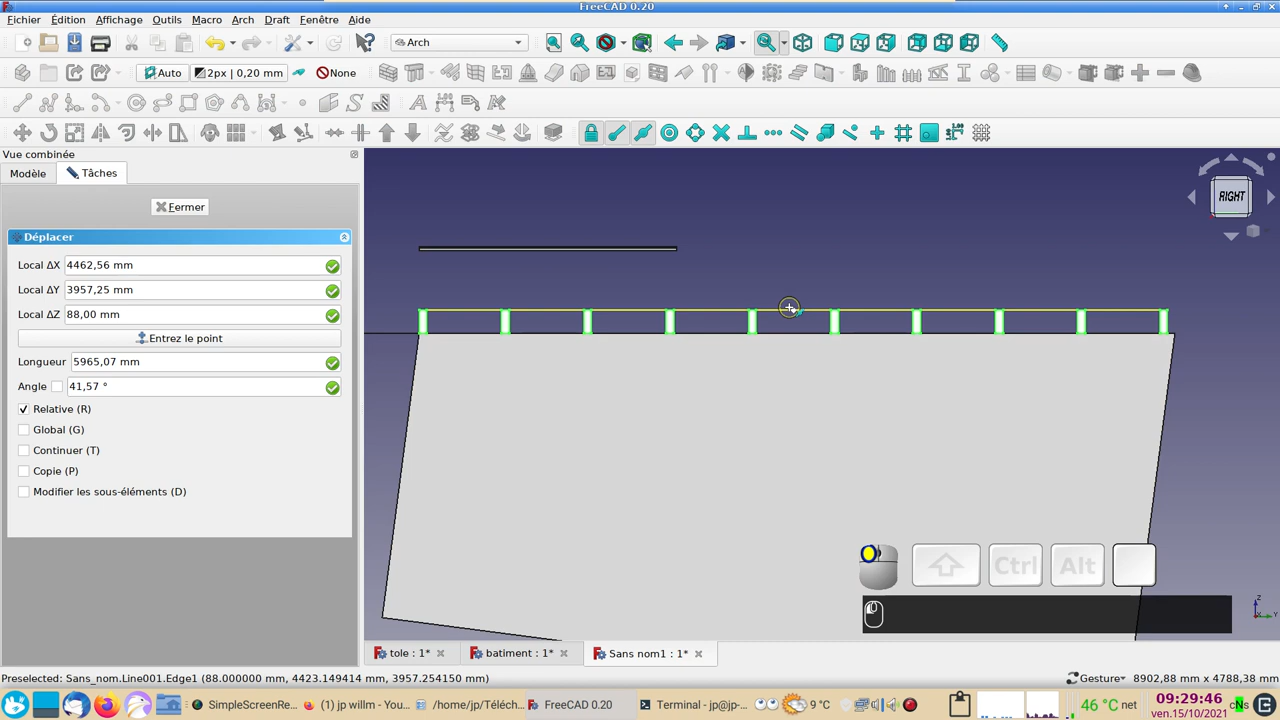 FreeCAD 0.20
Fichier Édition Affichage Outils Macro Arch Draft Fenêtre Aide
Arch
Auto 2px | 0,20 mm None
Vue combinée
Modèle Tâches
Fermer
Déplacer
Local ΔX 4462,56 mm
Local ΔY 3957,25 mm
Local ΔZ 88,00 mm
Entrez le point
Longueur 5965,07 mm
Angle 41,57 °
Relative (R)
Global (G)
Continuer (T)
Copie (P)
Modifier les sous-éléments (D)
RIGHT
Ctrl Alt
Z
Y
tole : 1* batiment : 1* Sans nom1 : 1*
Preselected: Sans_nom.Line001.Edge1 (88.000000 mm, 4423.149414 mm, 3957.254150 mm) Gesture 8902,88 mm x 4788,38 mm
SimpleScreenRe... (1) jp willm - You... /home/jp/Téléch... FreeCAD 0.20 Terminal - jp@jp-... 9 °C 46 °C net 09:29:46
ven.15/10/2021